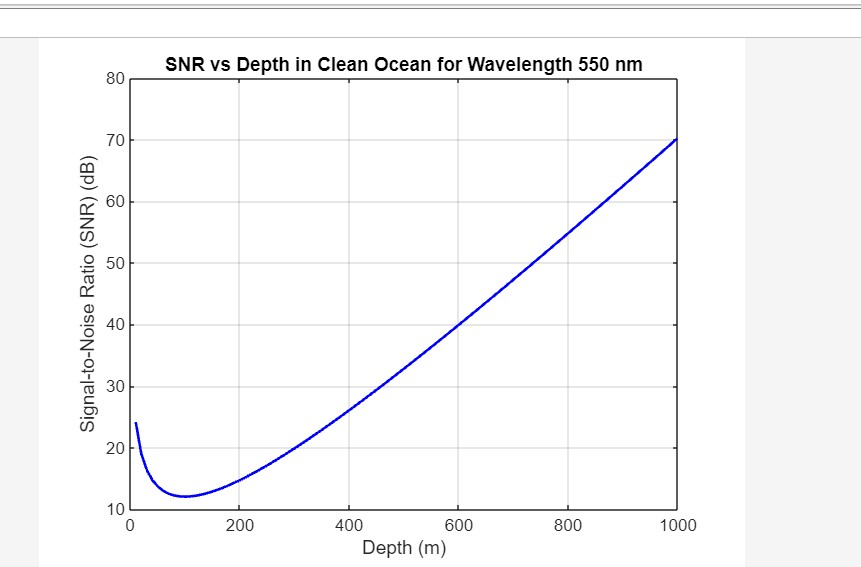 SNR vs Depth in Clean Ocean for Wavelength 550 nm
80
70
60
50
40
30
20
10
Signal-to-Noise Ratio (SNR) (dB)
0 200 400 600 800 1000
Depth (m)